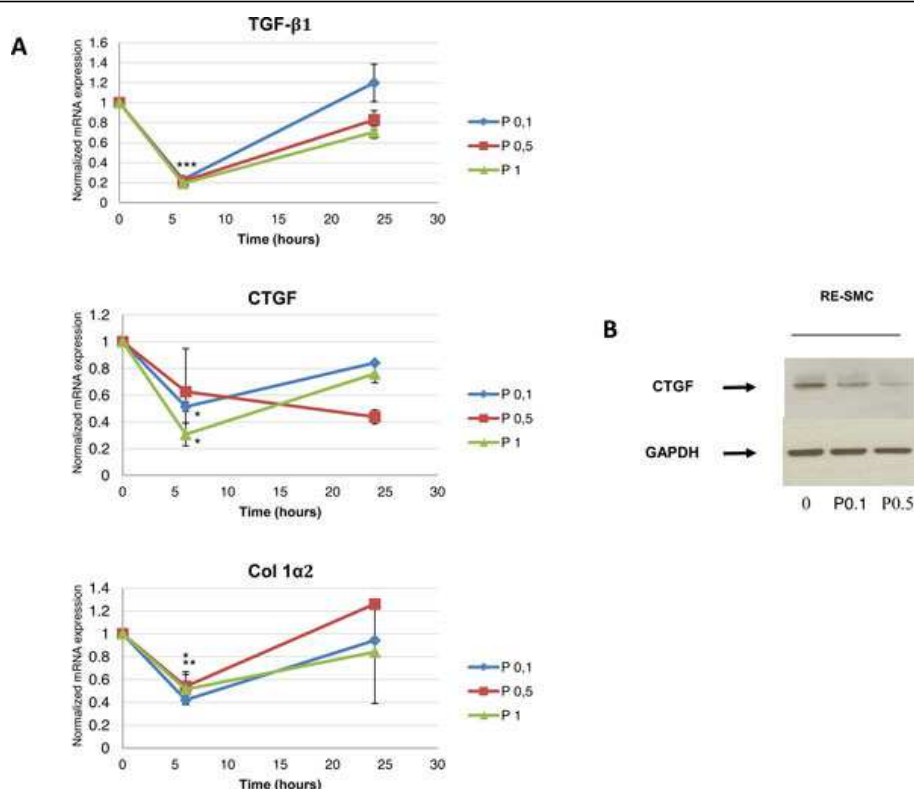 A
TGF-β1
Normalized mRNA expression
1.6
1.4
1.2
1
0.8
0.6
0.4
0.2
0
***
0 5 10 15 20 25 30
Time (hours)
P 0,1
P 0,5
P 1
CTGF
Normalized mRNA expression
1.2
1
0.8
0.6
0.4
0.2
0
*
*
0 5 10 15 20 25 30
Time (hours)
P 0,1
P 0,5
P 1
Col 1α2
Normalized mRNA expression
1.4
1.2
1
0.8
0.6
0.4
0.2
0
*
**
0 5 10 15 20 25 30
Time (hours)
P 0,1
P 0,5
P 1
B
RE-SMC
CTGF
GAPDH
0 P0.1 P0.5